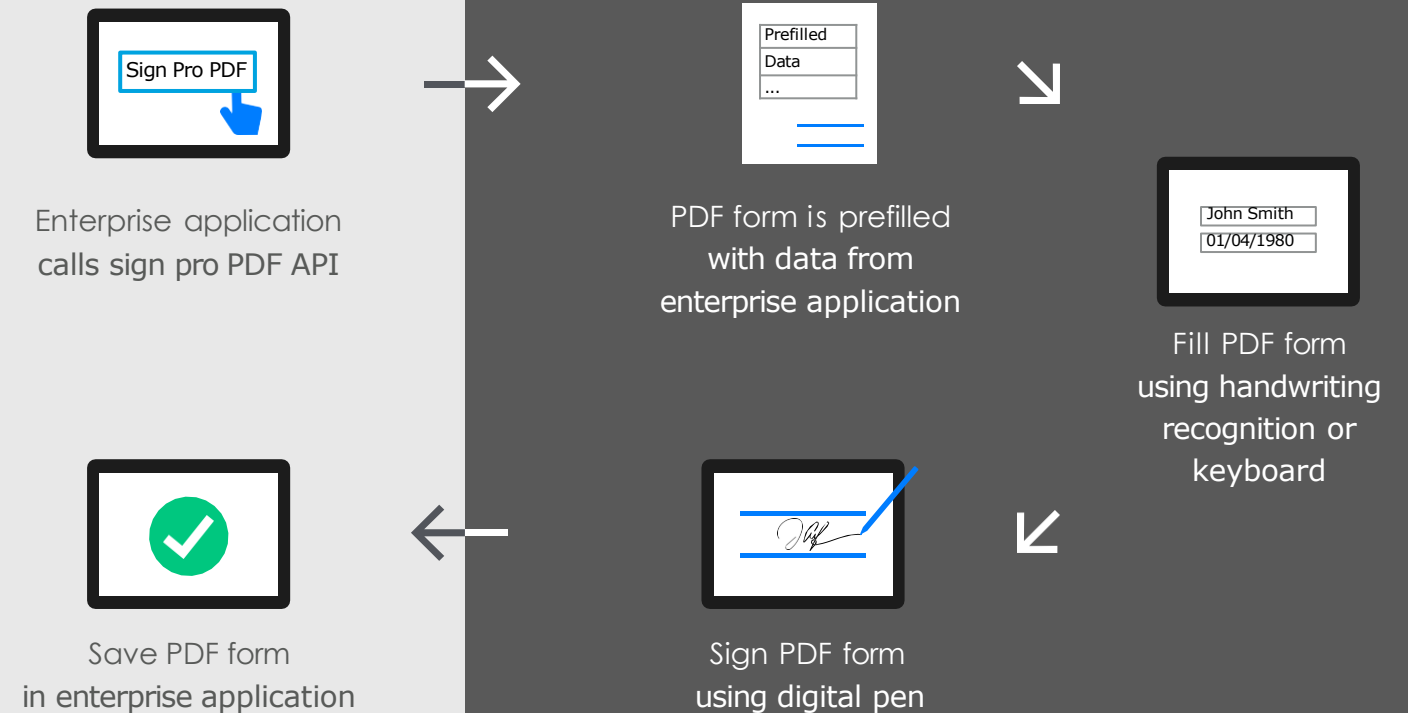 Sign Pro PDF
Enterprise application
calls sign pro PDF API
Prefilled
Data
...
PDF form is prefilled
with data from
enterprise application
John Smith
01/04/1980
Fill PDF form
using handwriting
recognition or
keyboard
Sign PDF form
using digital pen
Save PDF form
in enterprise application